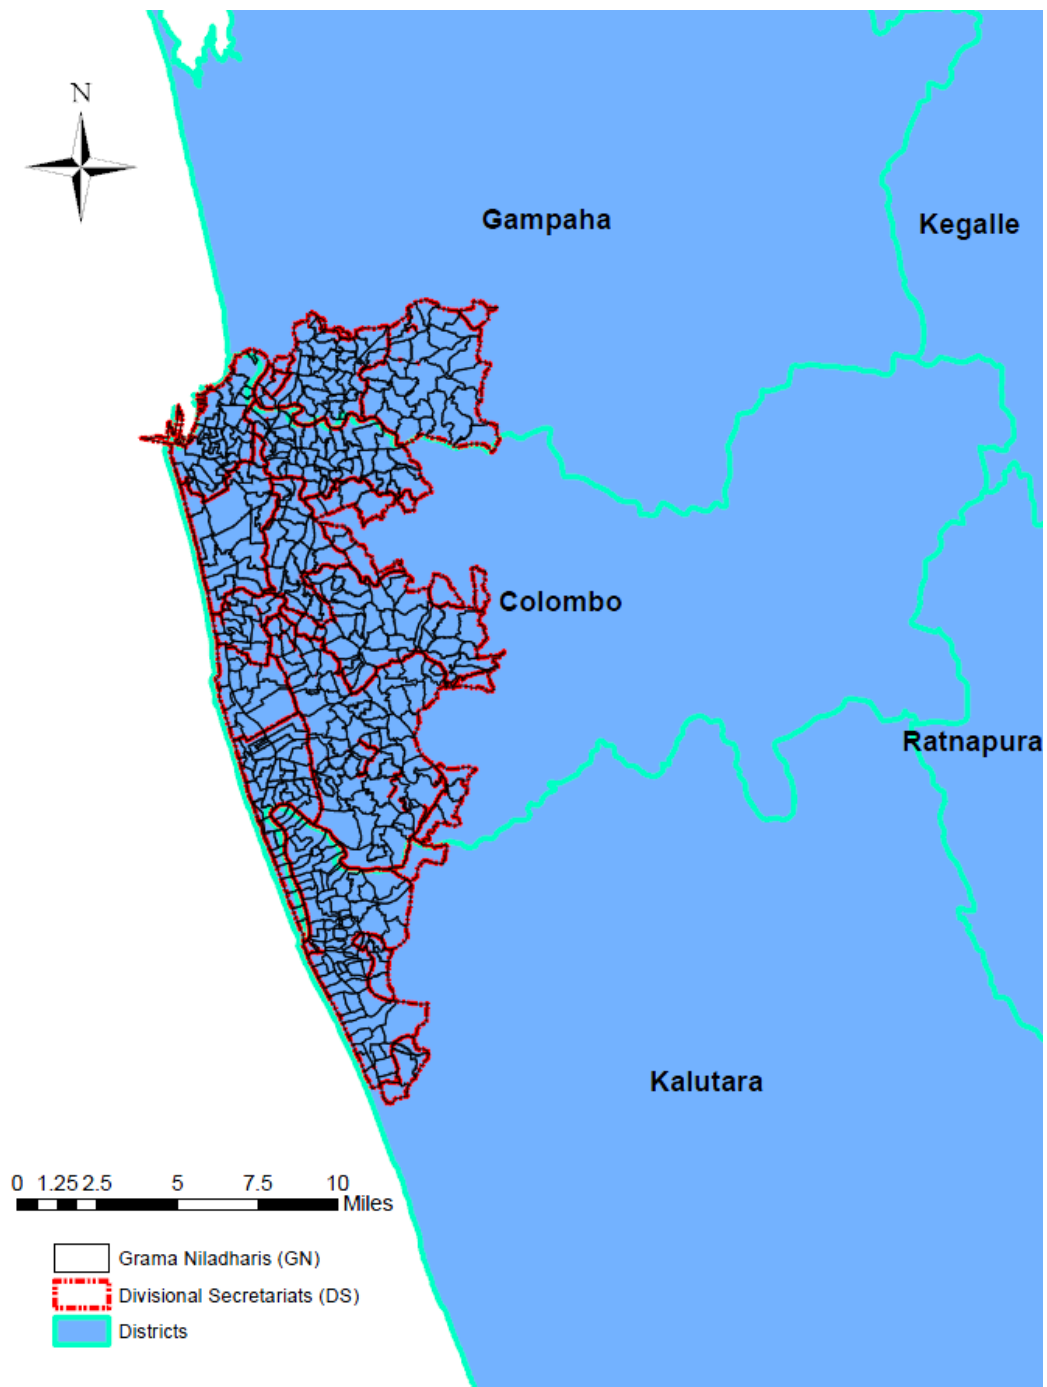 N
Gampaha
Kegalle
Colombo
Ratnapura
Kalutara
0 1.25 2.5 5 7.5 10
Miles
Grama Niladharis (GN)
Divisional Secretariats (DS)
Districts